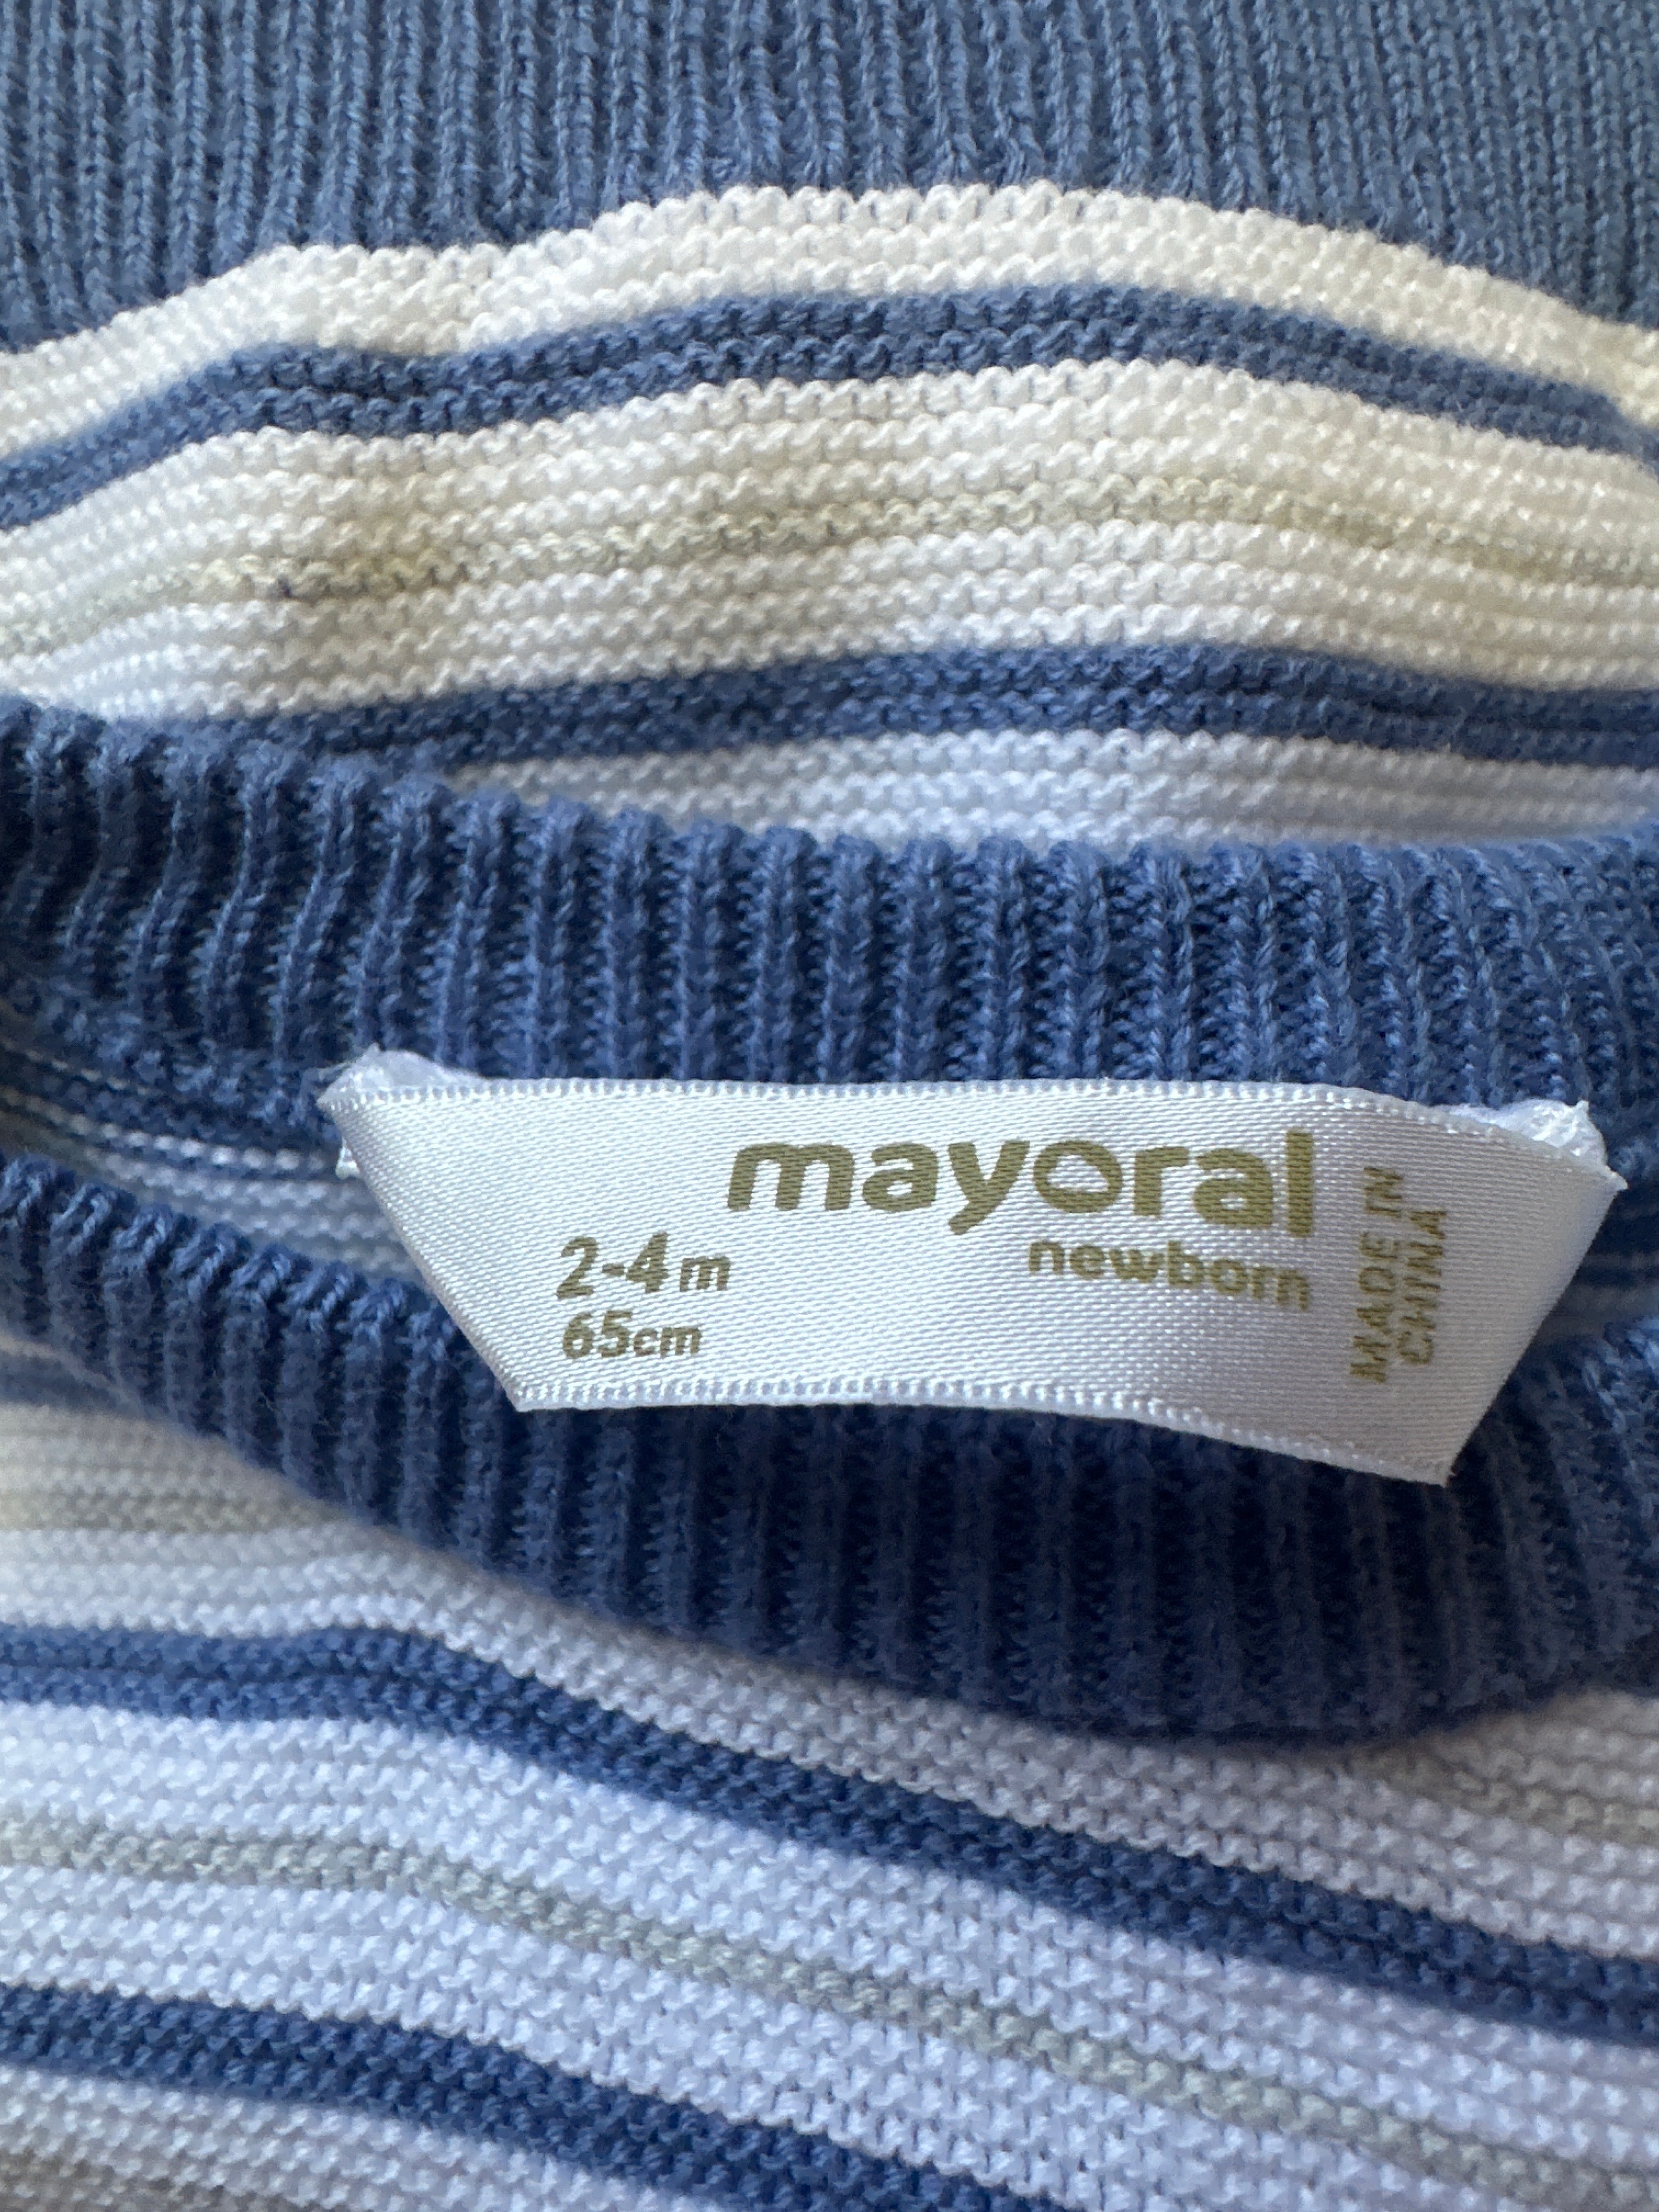 mayoral
newborn
2-4m
65cm
MADE IN
CHINA